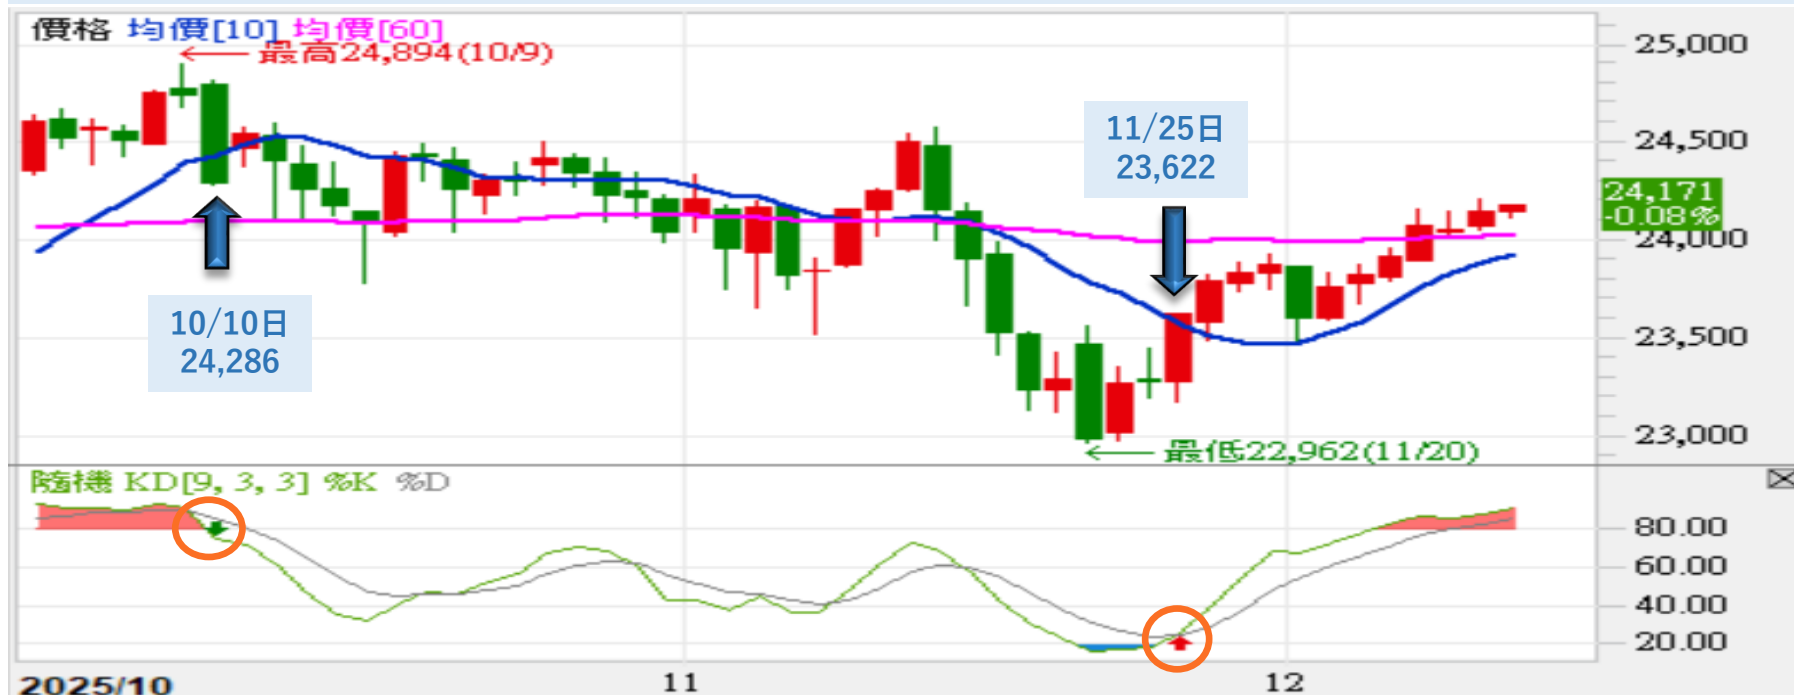 價格 均價[10] 均價[60]
←── 最高24,894(10/9)
25,000
24,500
24,171
-0.08%
24,000
23,500
23,000
11/25日
23,622
10/10日
24,286
←── 最低22,962(11/20)
隨機 KD[9, 3, 3] %K %D
80.00
60.00
40.00
20.00
2025/10
11
12